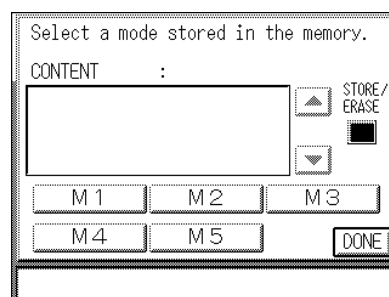 Select a mode stored in the memory.
CONTENT :
STORE/
ERASE
M1 M2 M3
M4 M5 DONE